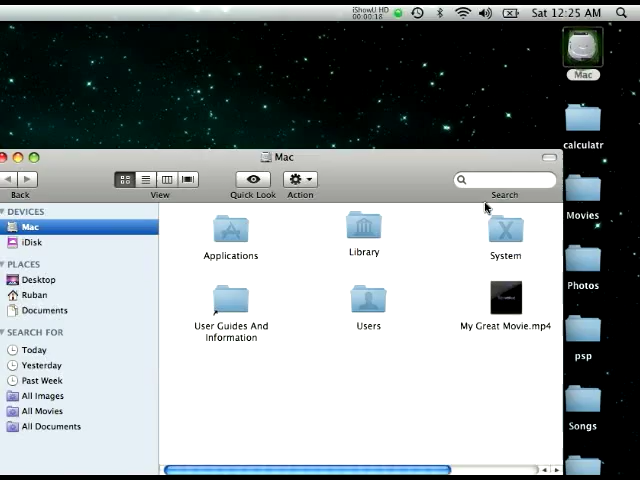 iShowU HD
00:00:18
Sat 12:25 AM
Mac
calculatr
Movies
Photos
psp
Songs
Mac
Back
View
Quick Look
Action
Search
DEVICES
Mac
iDisk
PLACES
Desktop
Ruban
Documents
SEARCH FOR
Today
Yesterday
Past Week
All Images
All Movies
All Documents
Applications
Library
System
User Guides And
Information
Users
My Great Movie.mp4